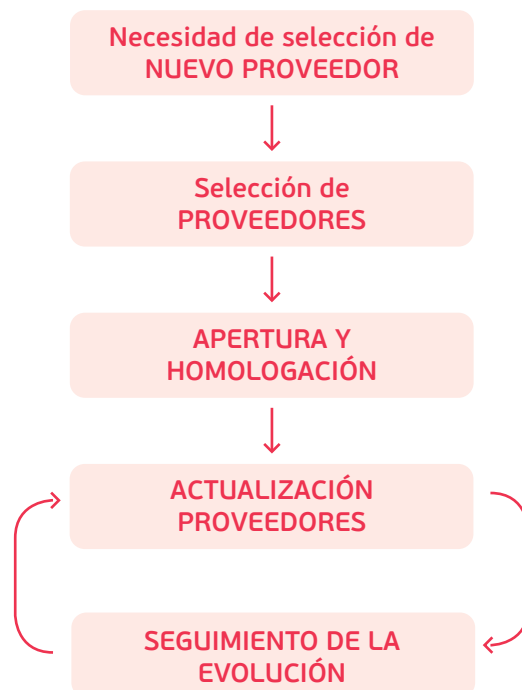 Necesidad de selección de
NUEVO PROVEEDOR
Selección de
PROVEEDORES
APERTURA Y
HOMOLOGACIÓN
ACTUALIZACIÓN
PROVEEDORES
SEGUIMIENTO DE LA
EVOLUCIÓN